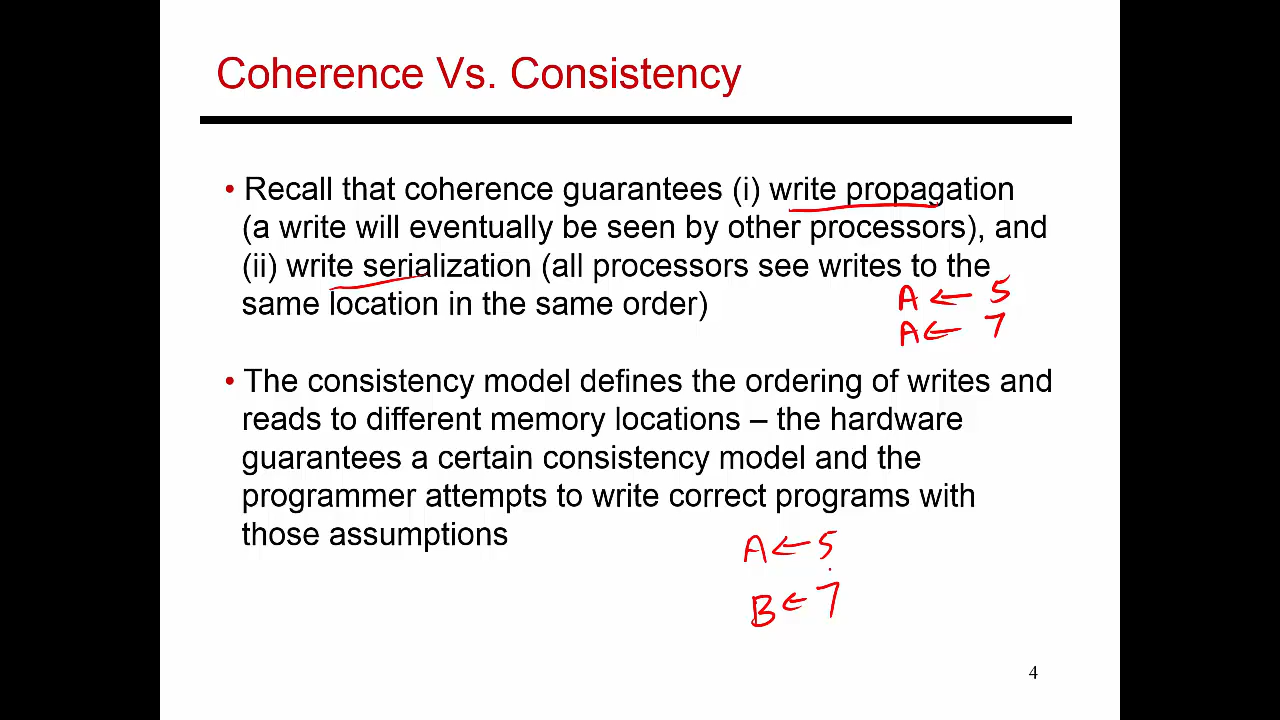 Coherence Vs. Consistency
• Recall that coherence guarantees (i) write propagation
(a write will eventually be seen by other processors), and
(ii) write serialization (all processors see writes to the
same location in the same order)
A ← 5
A ← 7
• The consistency model defines the ordering of writes and
reads to different memory locations – the hardware
guarantees a certain consistency model and the
programmer attempts to write correct programs with
those assumptions
A ← 5
B ← 7
4